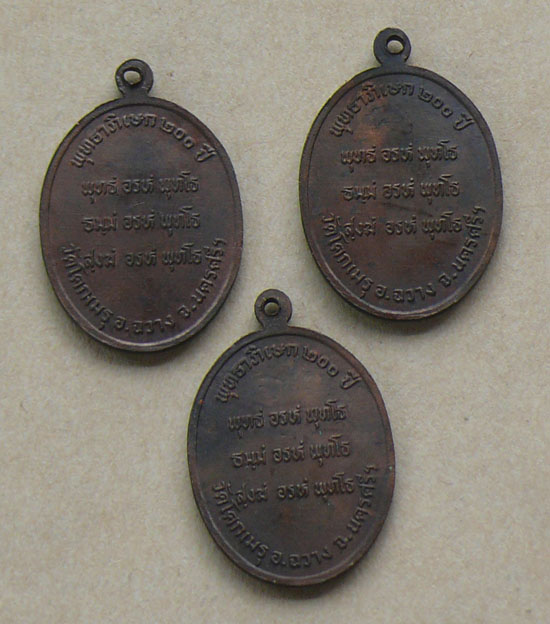 พุทธาภิเษก ๒๐๐ ปี
พุทธํ อรหํ พุทโธ
ธมฺมํ อรหํ พุทโธ
สงฺฆํ อรหํ พุทโธ
วัดโคกเมรุ อ.ฉวาง จ.นครศรีฯ
พุทธาภิเษก ๒๐๐ ปี
พุทธํ อรหํ พุทโธ
ธมฺมํ อรหํ พุทโธ
สงฺฆํ อรหํ พุทโธ
วัดโคกเมรุ อ.ฉวาง จ.นครศรีฯ
พุทธาภิเษก ๒๐๐ ปี
พุทธํ อรหํ พุทโธ
ธมฺมํ อรหํ พุทโธ
สงฺฆํ อรหํ พุทโธ
วัดโคกเมรุ อ.ฉวาง จ.นครศรีฯ